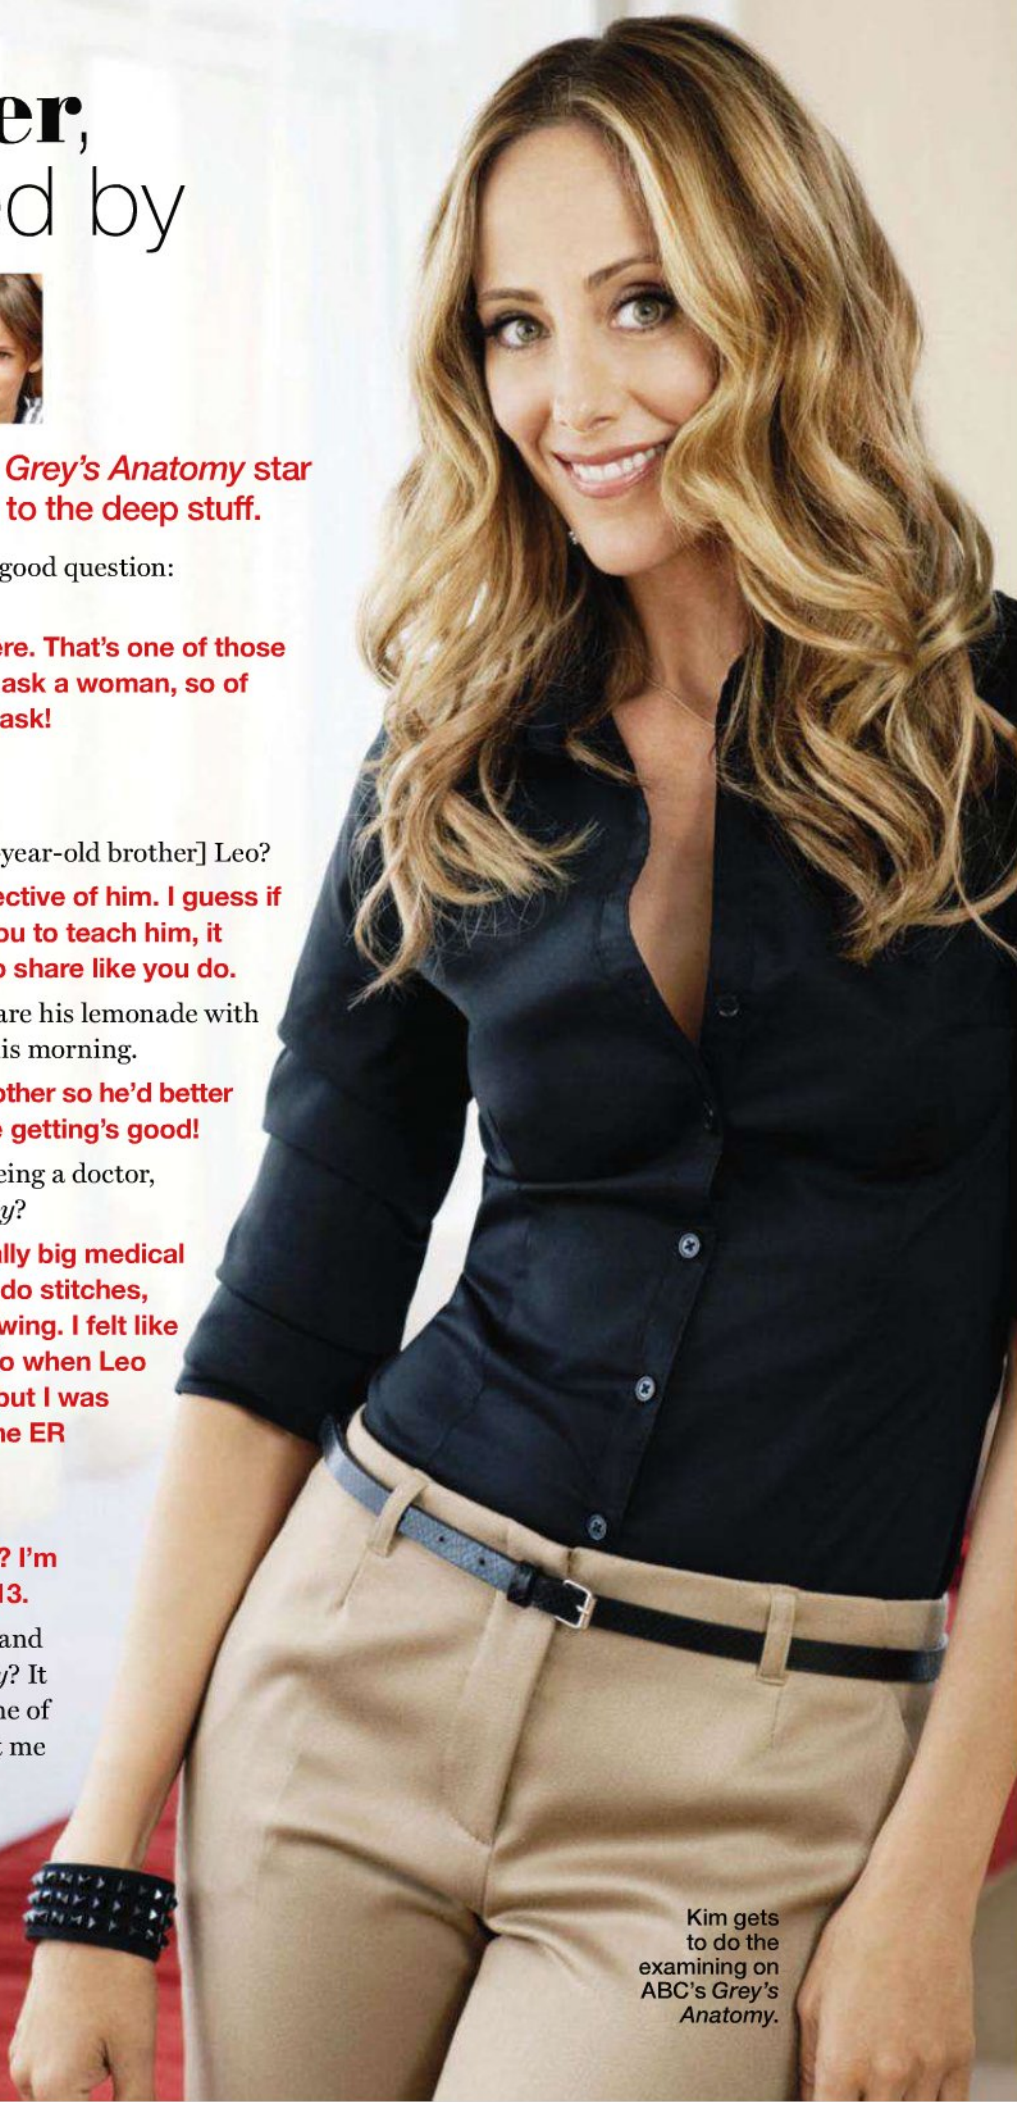 er,
ed by
Grey's Anatomy star
to the deep stuff.
good question:
ere. That's one of those
ask a woman, so of
ask!
-year-old brother] Leo?
ective of him. I guess if
ou to teach him, it
o share like you do.
are his lemonade with
is morning.
other so he'd better
e getting's good!
eing a doctor,
y?
ally big medical
do stitches,
wing. I felt like
o when Leo
but I was
he ER
? I'm
13.
and
y? It
ne of
t me
Kim gets
to do the
examining on
ABC's Grey's
Anatomy.